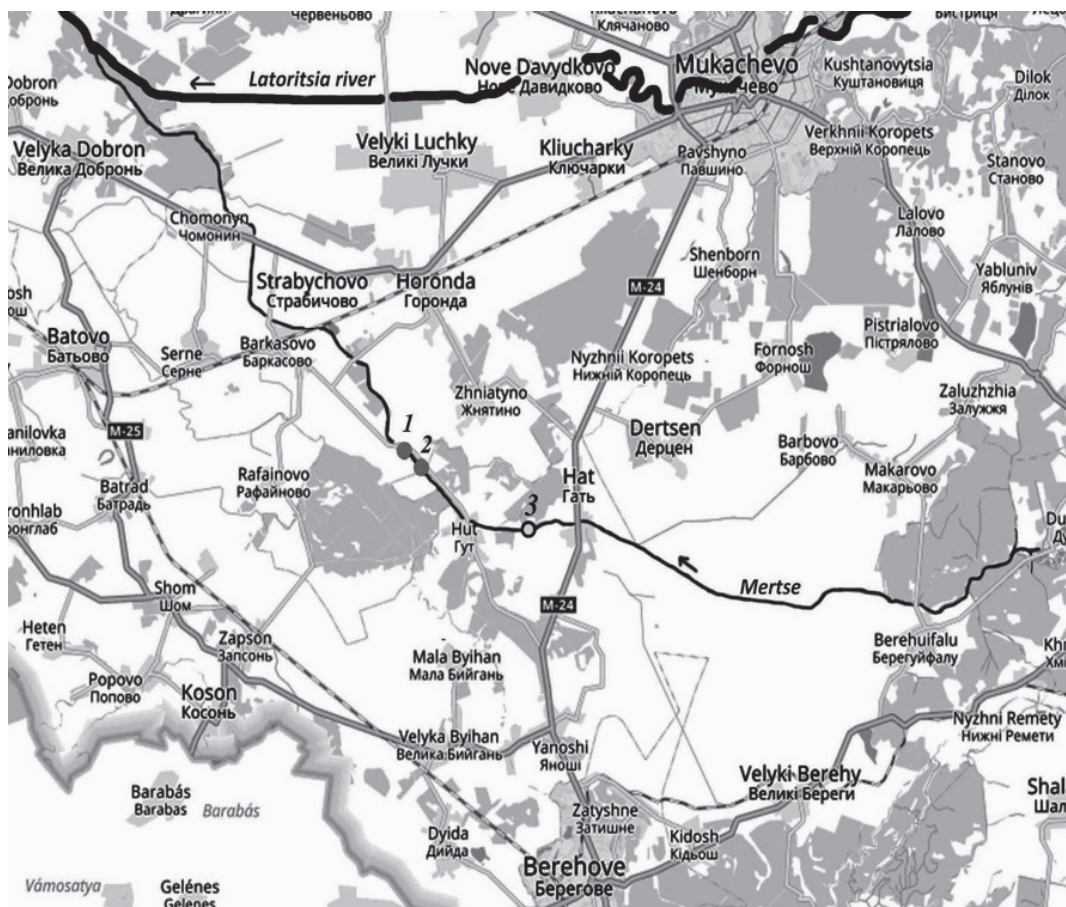 Червеньово
Клячаново
Бистриця
Latoritsia river
Nove Davydkovo
Нове Давидково
Mukachevo
Мукачево
Kushtanovytsia
Куштановиця
Dilok
Ділок
Velyka Dobron
Велика Добронь
Velyki Luchky
Великі Лучки
Kliucharky
Ключарки
Pavshyno
Павшино
Verkhnii Koropets
Верхній Коропець
Stanovo
Станово
Chomonyn
Чомонин
Lalovo
Лалово
Strabychovo
Страбичово
Horonda
Горонда
Shenborn
Шенборн
M-24
Yabluniv
Яблунів
Batovo
Батьово
Serne
Серне
Barkasovo
Баркасово
Nyzhnii Koropets
Нижній Коропець
Fornosh
Форнош
Pistrialovo
Пістрялово
Zhniatyno
Жнятино
Zaluzhzhia
Залужжя
M-25
1
2
Dertsen
Дерцен
Barbovo
Барбово
Makarovo
Макарьово
Rafainovo
Рафайново
Batrad
Батрадь
Hat
Гать
3
Hut
Гут
Mertse
Shom
Шом
M-24
Heten
Гетен
Zapson
Запсонь
Berehuifalu
Берегуйфалу
Popovo
Попово
Koson
Косонь
Mala Byihan
Мала Бийгань
Velyka Byihan
Велика Бийгань
Yanoshi
Яноші
Nyzhni Remety
Нижні Ремети
Barabás
Barabas
Barabás
Velyki Berehy
Великі Береги
Zatyshne
Затишне
Dyida
Дийда
Kidosh
Кідьош
Berehove
Берегове
Vámosatya
Gelénes
Gelenes